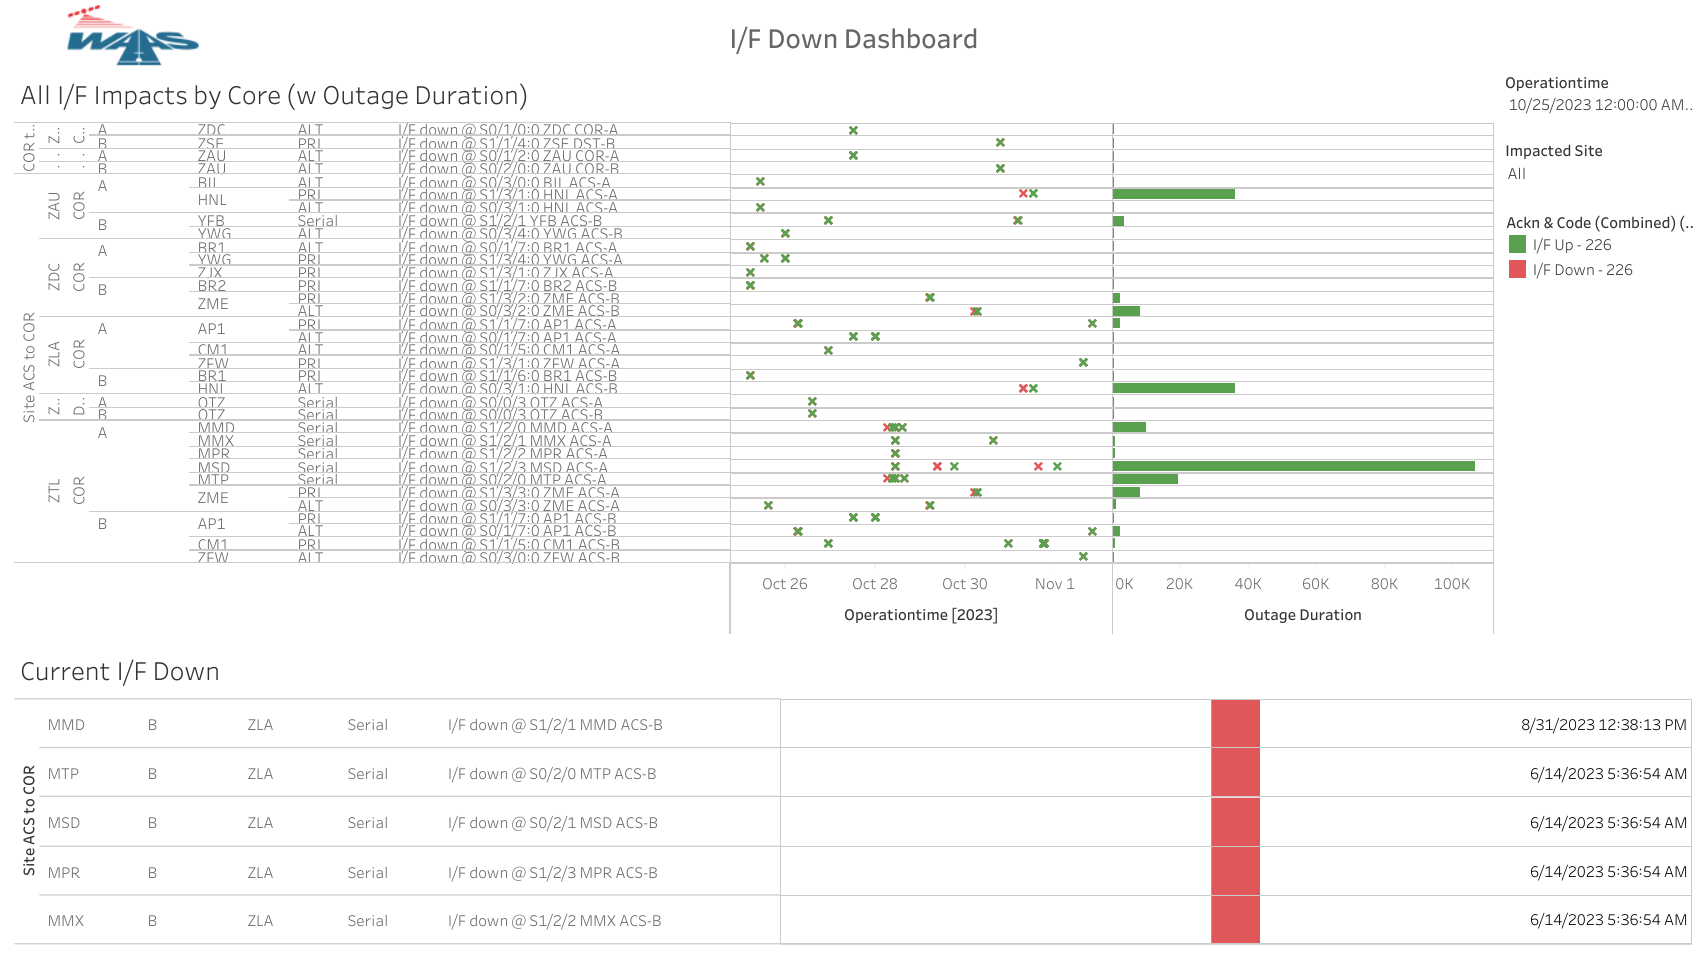 WAAS
I/F Down Dashboard
All I/F Impacts by Core (w Outage Duration)
Operationtime
10/25/2023 12:00:00 AM..
Impacted Site
All
Ackn & Code (Combined) (..
I/F Up - 226
I/F Down - 226
COR t.. Z.. C.. A ZDC ALT I/F down @ S0/1/0:0 ZDC COR-A
B ZSE PRI I/F down @ S1/1/4:0 ZSE DST-B
A ZAU ALT I/F down @ S0/1/2:0 ZAU COR-A
B ZAU ALT I/F down @ S0/2/0:0 ZAU COR-B
Site ACS to COR ZAU COR A BIL ALT I/F down @ S0/3/0:0 BIL ACS-A
HNL PRI I/F down @ S1/3/1:0 HNL ACS-A
ALT I/F down @ S0/3/1:0 HNL ACS-A
B YFB Serial I/F down @ S1/2/1 YFB ACS-B
YWG ALT I/F down @ S0/3/4:0 YWG ACS-B
ZDC COR A BR1 ALT I/F down @ S0/1/7:0 BR1 ACS-A
YWG PRI I/F down @ S1/3/4:0 YWG ACS-A
ZJX PRI I/F down @ S1/3/1:0 ZJX ACS-A
B BR2 PRI I/F down @ S1/1/7:0 BR2 ACS-B
ZME PRI I/F down @ S1/3/2:0 ZME ACS-B
ALT I/F down @ S0/3/2:0 ZME ACS-B
ZLA COR A AP1 PRI I/F down @ S1/1/7:0 AP1 ACS-A
ALT I/F down @ S0/1/7:0 AP1 ACS-A
CM1 ALT I/F down @ S0/1/5:0 CM1 ACS-A
ZFW PRI I/F down @ S1/3/1:0 ZFW ACS-A
B BR1 PRI I/F down @ S1/1/6:0 BR1 ACS-B
HNL ALT I/F down @ S0/3/1:0 HNL ACS-B
Z.. D.. A OTZ Serial I/F down @ S0/0/3 OTZ ACS-A
B OTZ Serial I/F down @ S0/0/3 OTZ ACS-B
ZTL COR A MMD Serial I/F down @ S1/2/0 MMD ACS-A
MMX Serial I/F down @ S1/2/1 MMX ACS-A
MPR Serial I/F down @ S1/2/2 MPR ACS-A
MSD Serial I/F down @ S1/2/3 MSD ACS-A
MTP Serial I/F down @ S0/2/0 MTP ACS-A
ZME PRI I/F down @ S1/3/3:0 ZME ACS-A
ALT I/F down @ S0/3/3:0 ZME ACS-A
B AP1 PRI I/F down @ S1/1/7:0 AP1 ACS-B
ALT I/F down @ S0/1/7:0 AP1 ACS-B
CM1 PRI I/F down @ S1/1/5:0 CM1 ACS-B
ZFW ALT I/F down @ S0/3/0:0 ZFW ACS-B
Oct 26 Oct 28 Oct 30 Nov 1 0K 20K 40K 60K 80K 100K
Operationtime [2023] Outage Duration
Current I/F Down
Site ACS to COR
MMD B ZLA Serial I/F down @ S1/2/1 MMD ACS-B 8/31/2023 12:38:13 PM
MTP B ZLA Serial I/F down @ S0/2/0 MTP ACS-B 6/14/2023 5:36:54 AM
MSD B ZLA Serial I/F down @ S0/2/1 MSD ACS-B 6/14/2023 5:36:54 AM
MPR B ZLA Serial I/F down @ S1/2/3 MPR ACS-B 6/14/2023 5:36:54 AM
MMX B ZLA Serial I/F down @ S1/2/2 MMX ACS-B 6/14/2023 5:36:54 AM